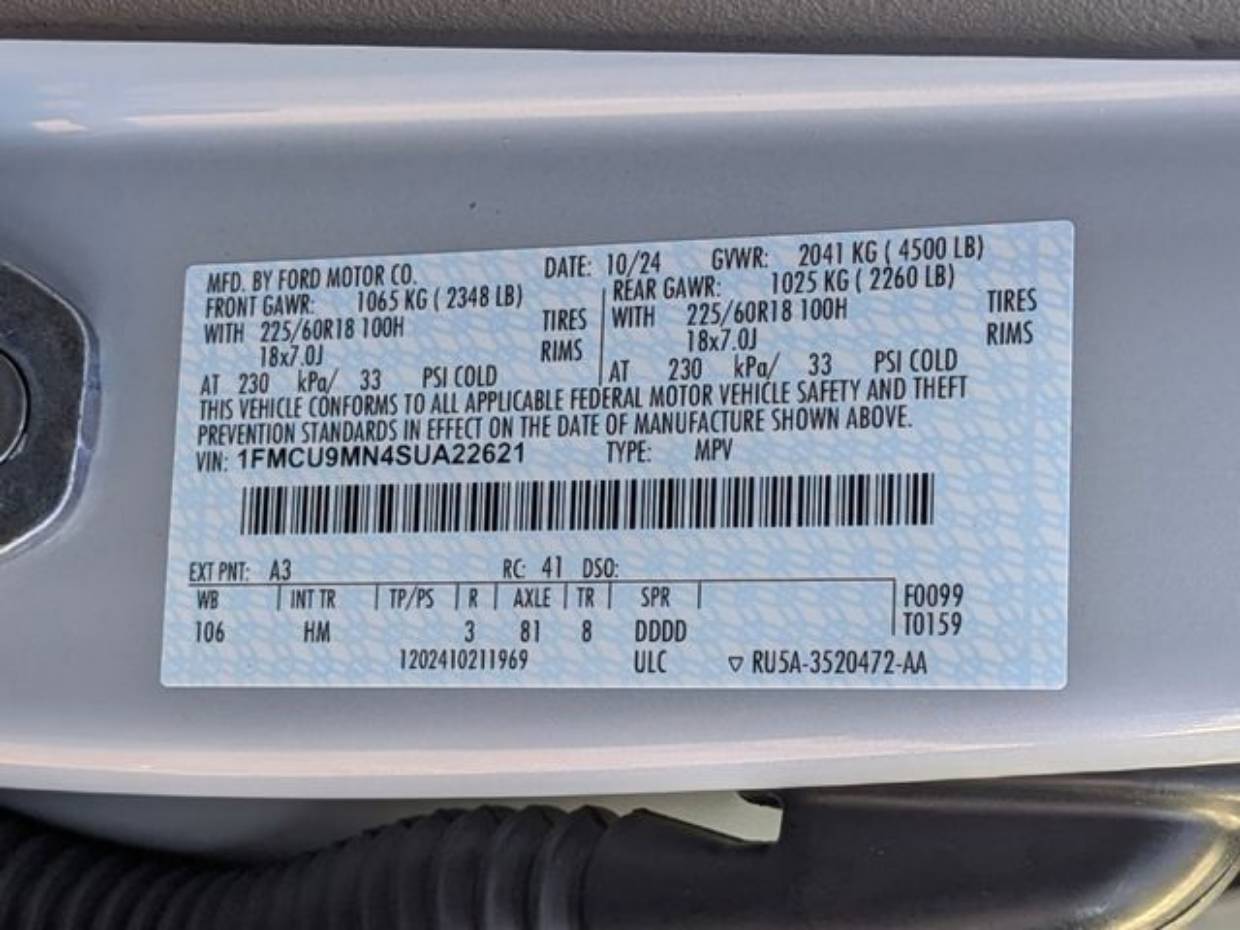 MFD. BY FORD MOTOR CO. DATE: 10/24 GVWR: 2041 KG ( 4500 LB)
FRONT GAWR: 1065 KG ( 2348 LB) REAR GAWR: 1025 KG ( 2260 LB)
WITH 225/60R18 100H TIRES WITH 225/60R18 100H TIRES
18x7.0J RIMS 18x7.0J RIMS
AT 230 kPa/ 33 PSI COLD AT 230 kPa/ 33 PSI COLD
THIS VEHICLE CONFORMS TO ALL APPLICABLE FEDERAL MOTOR VEHICLE SAFETY AND THEFT
PREVENTION STANDARDS IN EFFECT ON THE DATE OF MANUFACTURE SHOWN ABOVE.
VIN: 1FMCU9MN4SUA22621 TYPE: MPV
EXT PNT: A3 RC: 41 DSO:
WB INT TR TP/PS R AXLE TR SPR F0099
106 HM 3 81 8 DDDD T0159
1202410211969 ULC ▽ RU5A-3520472-AA